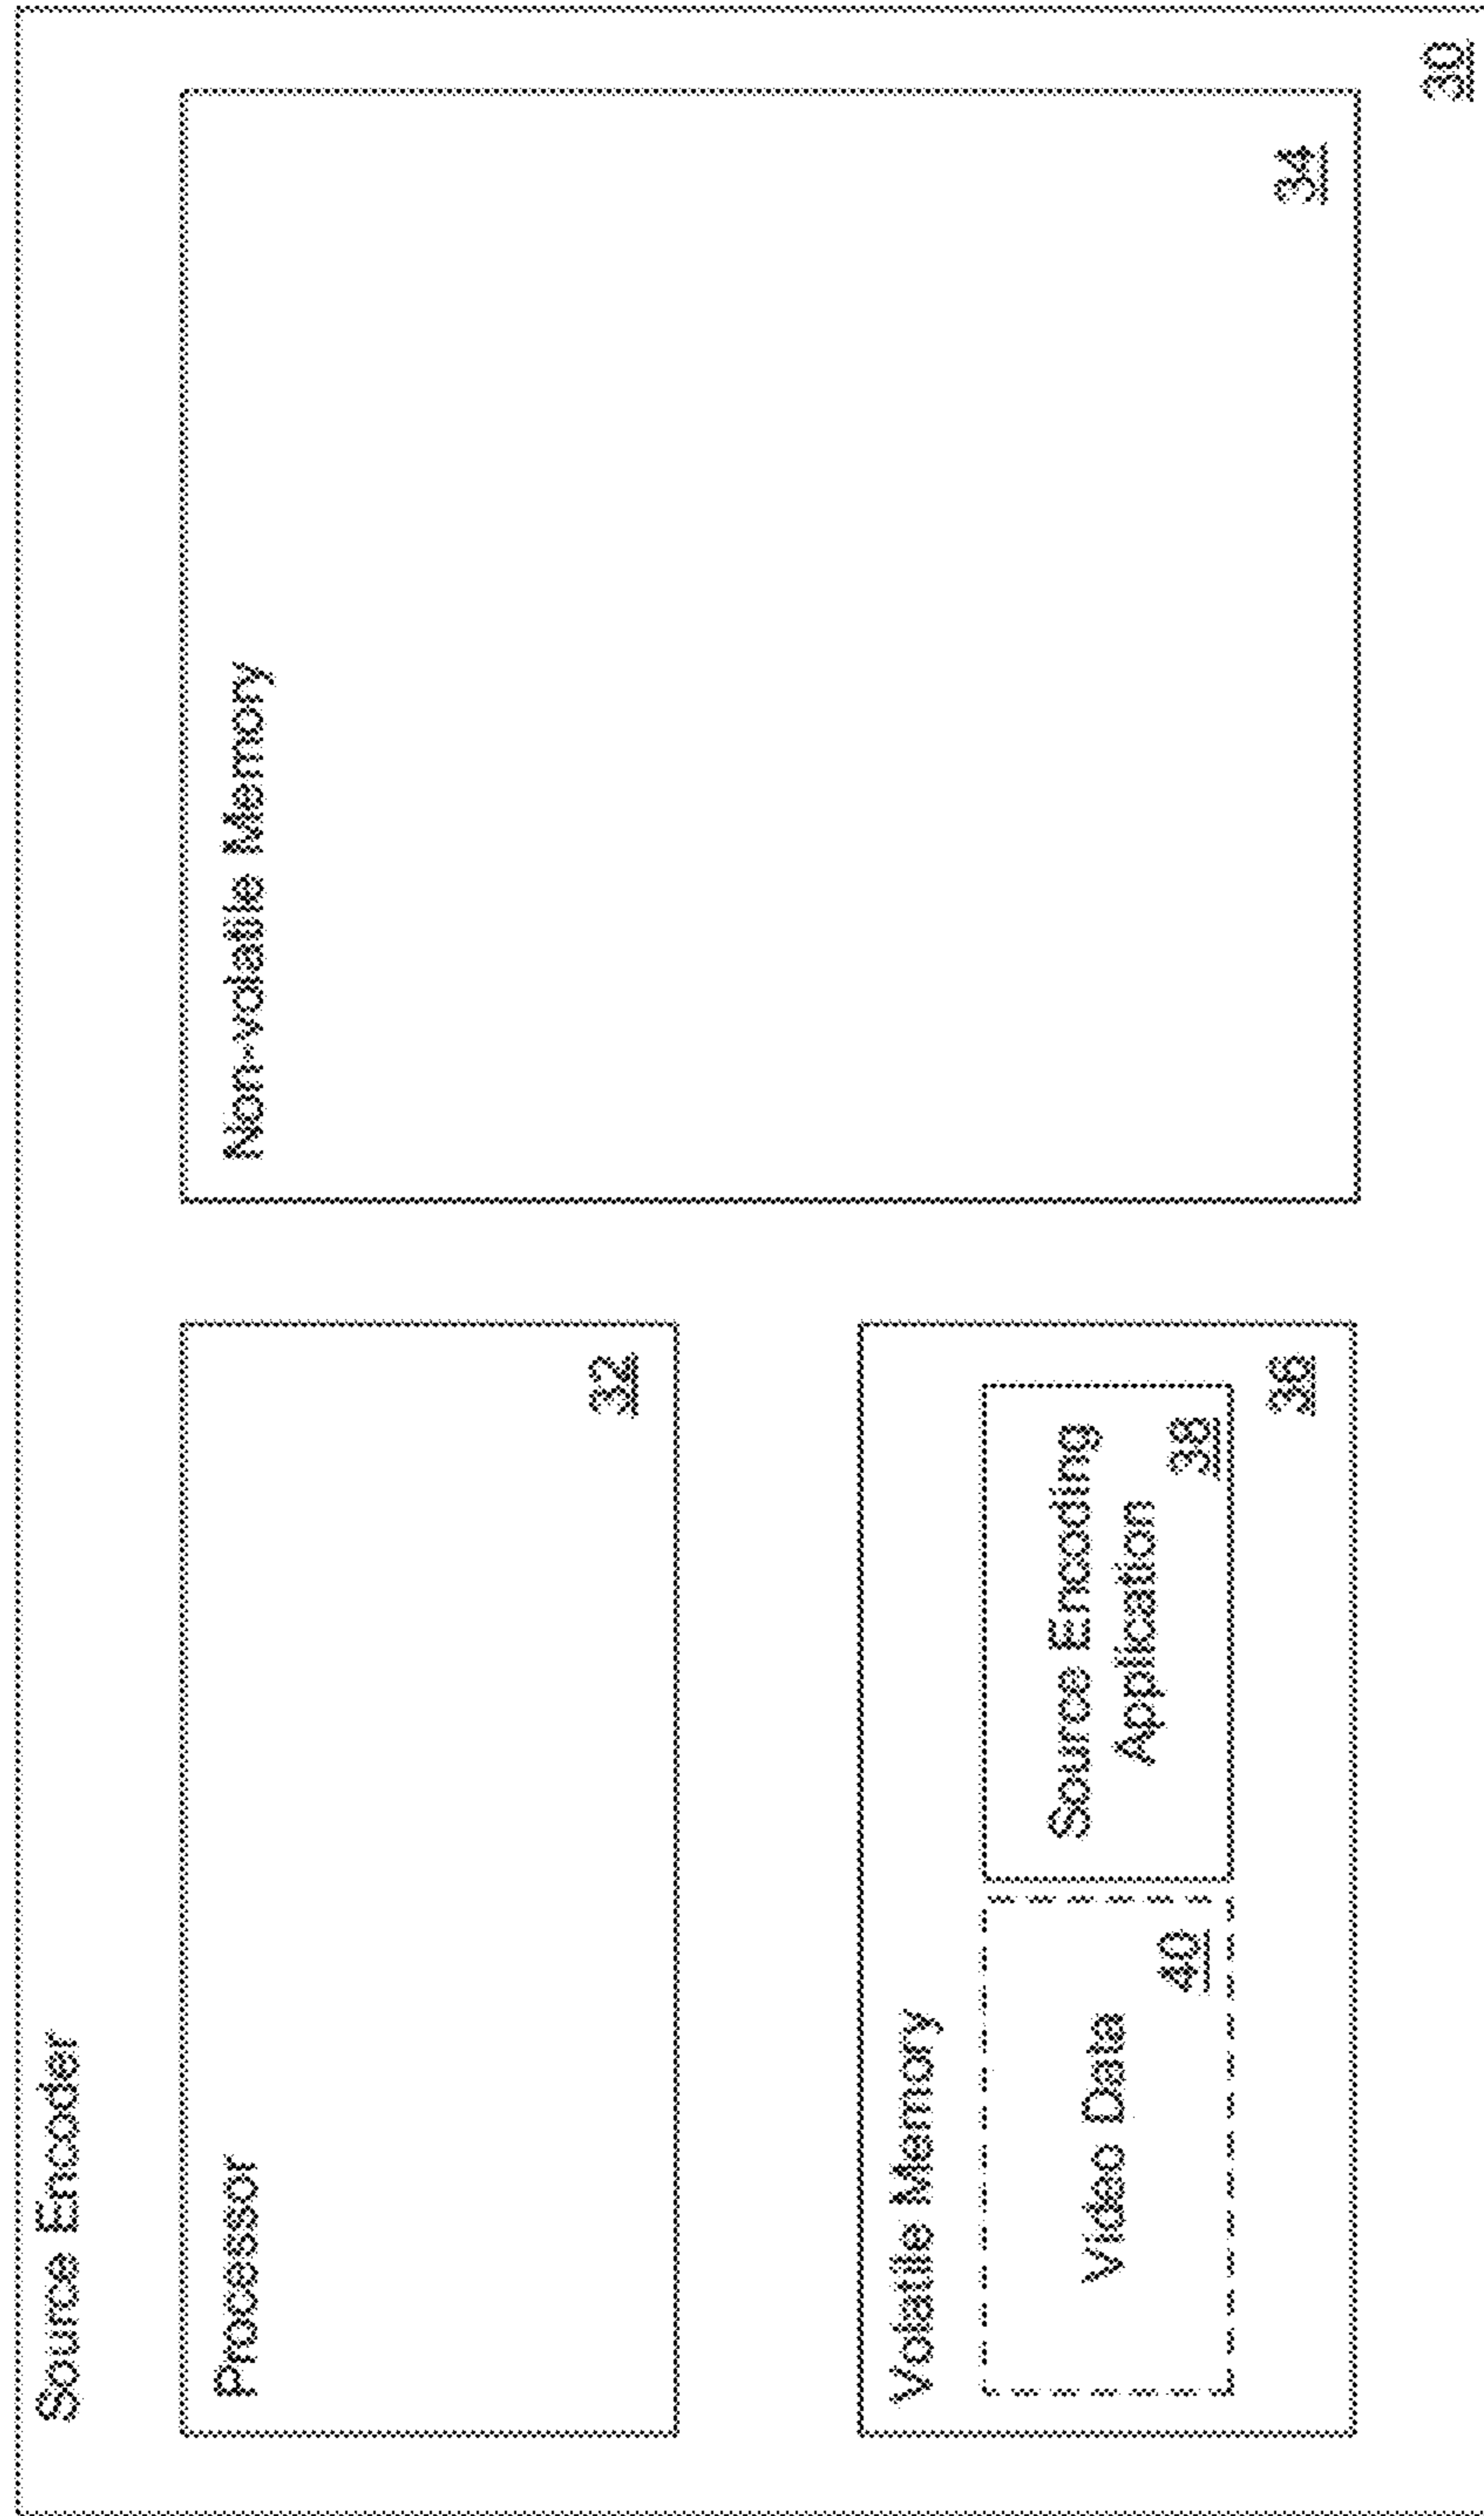 Source Encoder
Processor
32
Non-volatile Memory
34
Volatile Memory
Video Data
40
Source Encoding
Application
38
36
30